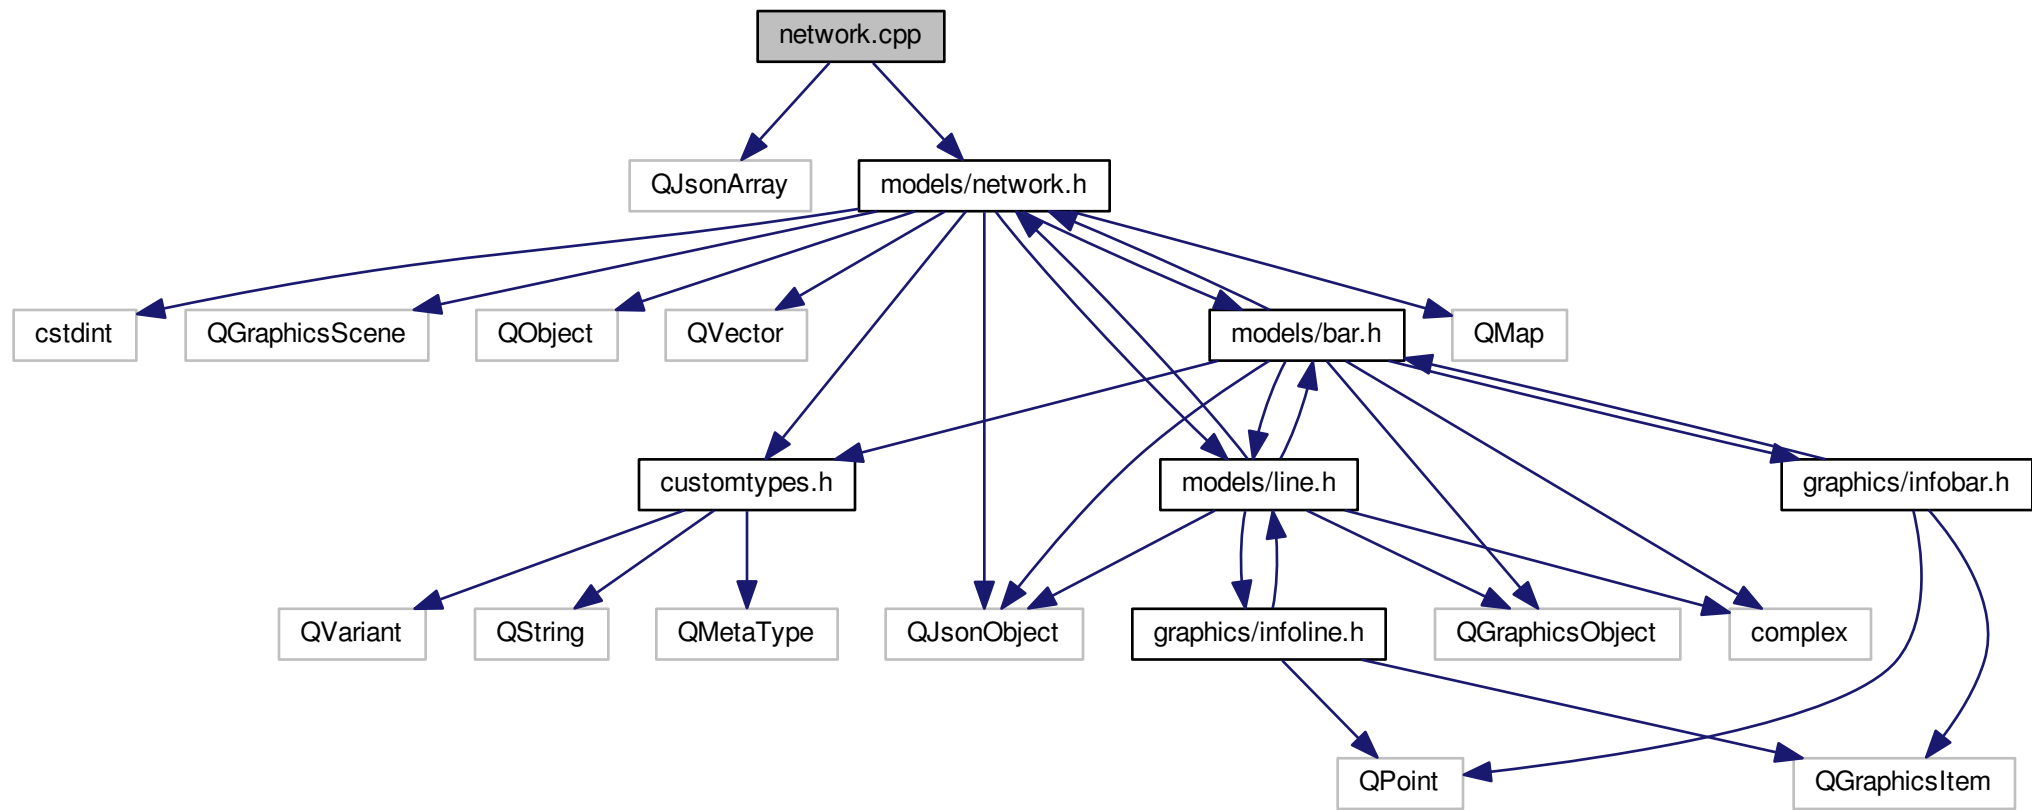 network.cpp
QJsonArray
models/network.h
cstdint
QGraphicsScene
QObject
QVector
models/bar.h
QMap
customtypes.h
models/line.h
graphics/infobar.h
QVariant
QString
QMetaType
QJsonObject
graphics/infoline.h
QGraphicsObject
complex
QPoint
QGraphicsItem